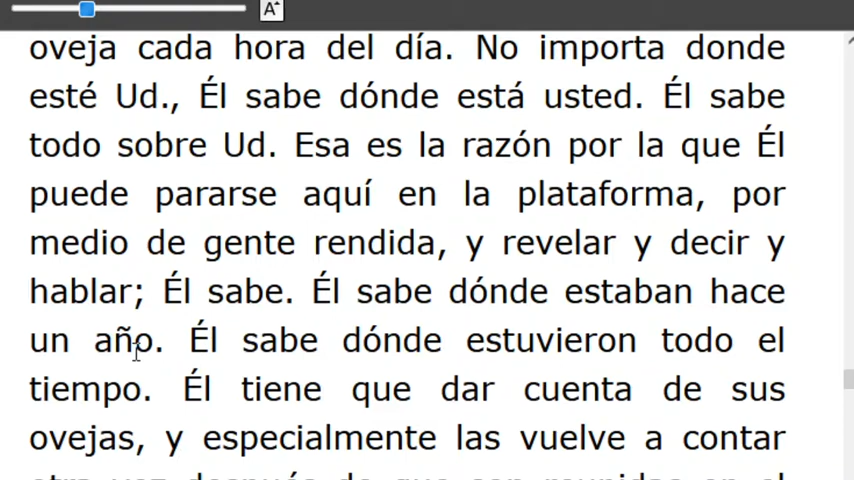 A
oveja cada hora del día. No importa donde
esté Ud., Él sabe dónde está usted. Él sabe
todo sobre Ud. Esa es la razón por la que Él
puede pararse aquí en la plataforma, por
medio de gente rendida, y revelar y decir y
hablar; Él sabe. Él sabe dónde estaban hace
un año. Él sabe dónde estuvieron todo el
tiempo. Él tiene que dar cuenta de sus
ovejas, y especialmente las vuelve a contar